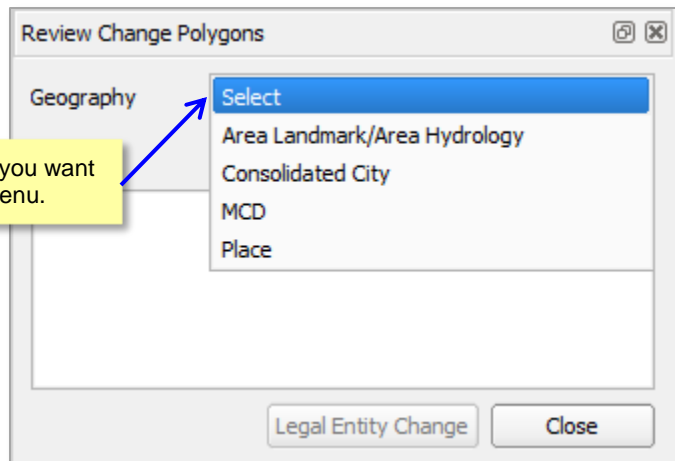 Review Change Polygons
Geography
Select
Area Landmark/Area Hydrology
Consolidated City
MCD
Place
you want
enu.
Legal Entity Change
Close